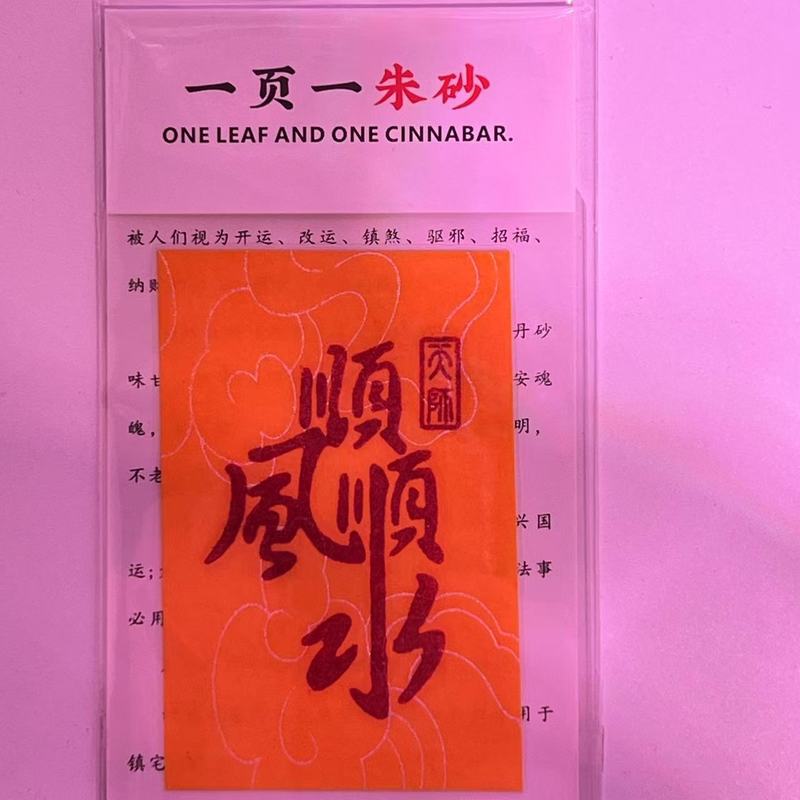 一页一朱砂
ONE LEAF AND ONE CINNABAR.
被人们视为开运、改运、镇煞、驱邪、招福、
纳财
丹砂
味甘
安魂
魄,
明,
不老
兴国
运;
法事
必用
用于
镇宅
順風順水
天師